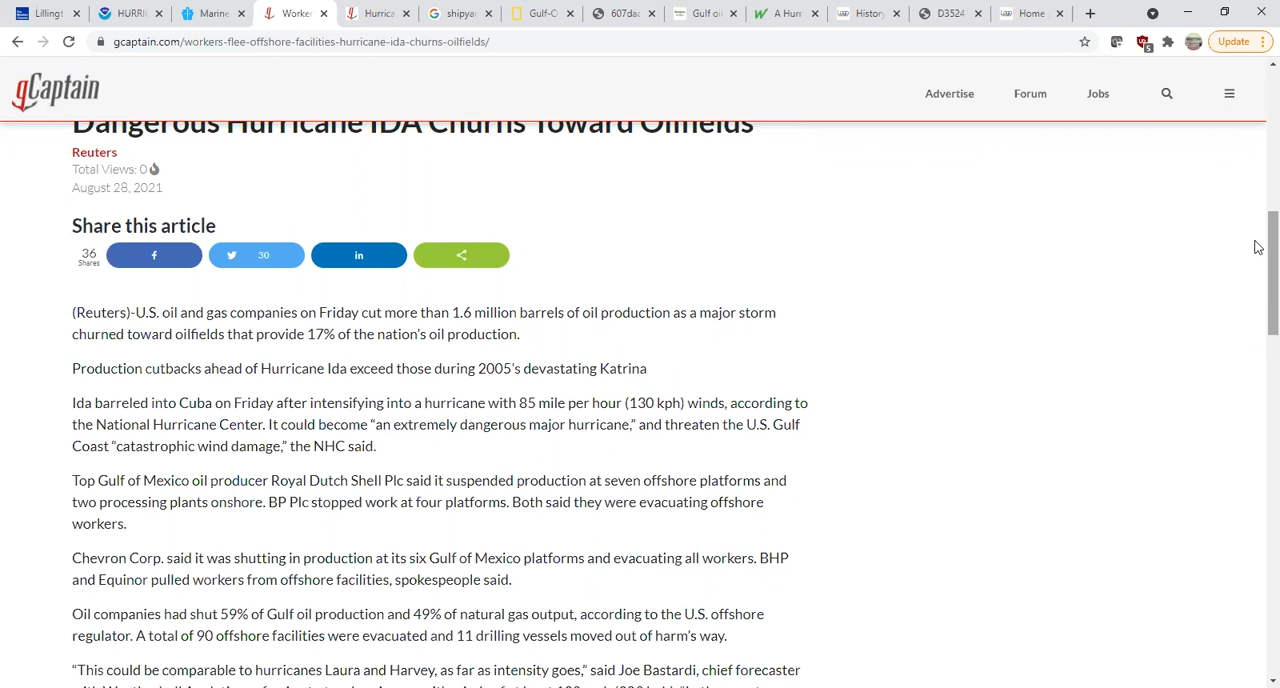 Lillingt
HURRIC
Marine
Worker
Hurrica
shipyar
Gulf-O
607dac
Gulf oil
A Hurr
History
D3524
Home
gcaptain.com/workers-flee-offshore-facilities-hurricane-ida-churns-oilfields/
5
Update
gCaptain
Advertise
Forum
Jobs
Dangerous Hurricane IDA Churns Toward Oilfields
Reuters
Total Views: 0
August 28, 2021
Share this article
36
Shares
30
(Reuters)-U.S. oil and gas companies on Friday cut more than 1.6 million barrels of oil production as a major storm
churned toward oilfields that provide 17% of the nation's oil production.
Production cutbacks ahead of Hurricane Ida exceed those during 2005's devastating Katrina
Ida barreled into Cuba on Friday after intensifying into a hurricane with 85 mile per hour (130 kph) winds, according to
the National Hurricane Center. It could become “an extremely dangerous major hurricane,” and threaten the U.S. Gulf
Coast “catastrophic wind damage,” the NHC said.
Top Gulf of Mexico oil producer Royal Dutch Shell Plc said it suspended production at seven offshore platforms and
two processing plants onshore. BP Plc stopped work at four platforms. Both said they were evacuating offshore
workers.
Chevron Corp. said it was shutting in production at its six Gulf of Mexico platforms and evacuating all workers. BHP
and Equinor pulled workers from offshore facilities, spokespeople said.
Oil companies had shut 59% of Gulf oil production and 49% of natural gas output, according to the U.S. offshore
regulator. A total of 90 offshore facilities were evacuated and 11 drilling vessels moved out of harm's way.
“This could be comparable to hurricanes Laura and Harvey, as far as intensity goes,” said Joe Bastardi, chief forecaster